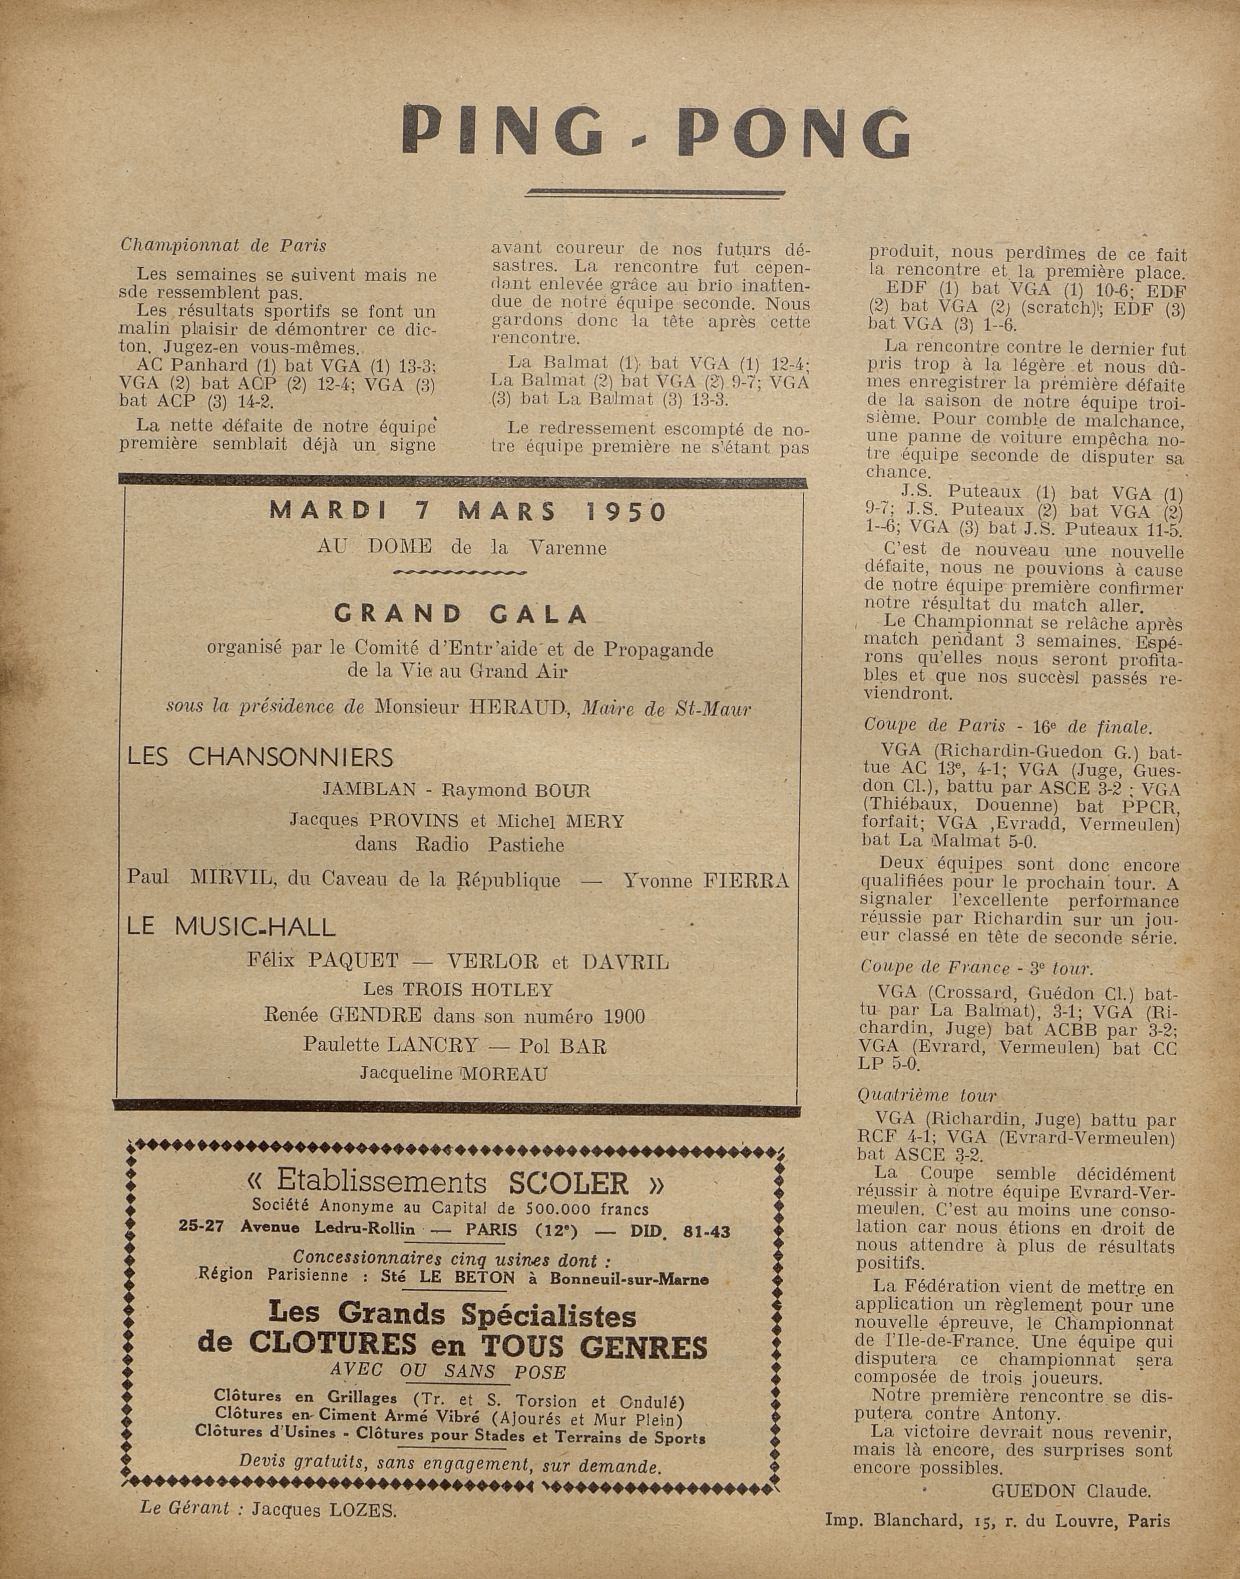 PING-PONG
Championnat de Paris
Les semaines se suivent mais ne
sde ressemblent pas.
Les résultats sportifs se font un
malin plaisir de démontrer ce dic-
ton. Jugez-en vous-mêmes.
AC Panhard (1) bat VGA (1) 13-3;
VGA (2) bat ACP (2) 12-4; VGA (3)
bat ACP (3) 14-2.
La nette défaite de notre équipe
première semblait déjà un signe
avant coureur de nos futurs dé-
sastres. La rencontre fut cépen-
dant enlevée grâce au brio inatten-
due de notre équipe seconde. Nous
gardons donc la tête après cette
rencontre.
La Balmat (1) bat VGA (1) 12-4;
La Balmat (2) bat VGA (2) 9-7; VGA
(3) bat La Balmat (3) 13-3.
Le redressement escompté de no-
tre équipe première ne s'étant pas
produit, nous perdîmes de ce fait
la rencontre et la première place.
EDF (1) bat VGA (1) 10-6; EDF
(2) bat VGA (2) (scratch); EDF (3)
bat VGA (3) 1--6.
La rencontre contre le dernier fut
pris trop à la légère et nous dû-
mes enregistrer la première défaite
de la saison de notre équipe troi-
sième. Pour comble de malchance,
une panne de voiture empêcha no-
tre équipe seconde de disputer sa
chance.
J.S. Puteaux (1) bat VGA (1)
9-7; J.S. Puteaux (2) bat VGA (2)
1--6; VGA (3) bat J.S. Puteaux 11-5.
C'est de nouveau une nouvelle
défaite, nous ne pouvions à cause
de notre équipe première confirmer
notre résultat du match aller.
Le Championnat se relâche après
match pendant 3 semaines. Espé-
rons qu'elles nous seront profita-
bles et que nos succèsl passés re-
viendront.
Coupe de Paris - 16e de finale.
VGA (Richardin-Guedon G.) bat-
tue AC 13e, 4-1; VGA (Juge, Gues-
don Cl.), battu par ASCE 3-2 ; VGA
(Thiébaux, Douenne) bat PPCR,
forfait; VGA ,Evradd, Vermeulen)
bat La Malmat 5-0.
Deux équipes sont donc encore
qualifiées pour le prochain tour. A
signaler l'excellente performance
réussie par Richardin sur un jou-
eur classé en tête de seconde série.
Coupe de France - 3e tour.
VGA (Crossard, Guédon Cl.) bat-
tu par La Balmat), 3-1; VGA (Ri-
chardin, Juge) bat ACBB par 3-2;
VGA (Evrard, Vermeulen) bat CC
LP 5-0.
Quatrième tour
VGA (Richardin, Juge) battu par
RCF 4-1; VGA (Evrard-Vermeulen)
bat ASCE 3-2.
La Coupe semble décidément
réussir à notre équipe Evrard-Ver-
meulen. C'est au moins une conso-
lation car nous étions en droit de
nous attendre à plus de résultats
positifs.
La Fédération vient de mettre en
application un règlement pour une
nouvelle épreuve, le Championnat
de l'Ile-de-France. Une équipe qui
disputera ce championnat sera
composée de trois joueurs.
Notre première rencontre se dis-
putera contre Antony.
La victoire devrait nous revenir,
mais là encore, des surprises sont
encore possibles.
GUEDON Claude.
MARDI 7 MARS 1950
AU DOME de la Varenne
GRAND GALA
organisé par le Comité d'Entr'aide et de Propagande
de la Vie au Grand Air
sous la présidence de Monsieur HERAUD, Maire de St-Maur
LES CHANSONNIERS
JAMBLAN - Raymond BOUR
Jacques PROVINS et Michel MERY
dans Radio Pastiche
Paul MIRVIL, du Caveau de la République — Yvonne FIERRA
LE MUSIC-HALL
Félix PAQUET — VERLOR et DAVRIL
Les TROIS HOTLEY
Renée GENDRE dans son numéro 1900
Paulette LANCRY — Pol BAR
Jacqueline MOREAU
« Etablissements SCOLER »
Société Anonyme au Capital de 500.000 francs
25-27 Avenue Ledru-Rollin — PARIS (12e) — DID. 81-43
Concessionnaires cinq usines dont :
Région Parisienne : Sté LE BETON à Bonneuil-sur-Marne
Les Grands Spécialistes
de CLOTURES en TOUS GENRES
AVEC OU SANS POSE
Clôtures en Grillages (Tr. et S. Torsion et Ondulé)
Clôtures en Ciment Armé Vibré (Ajourés et Mur Plein)
Clôtures d'Usines - Clôtures pour Stades et Terrains de Sports
Devis gratuits, sans engagement, sur demande.
Le Gérant : Jacques LOZES.
Imp. Blanchard, 15, r. du Louvre, Paris